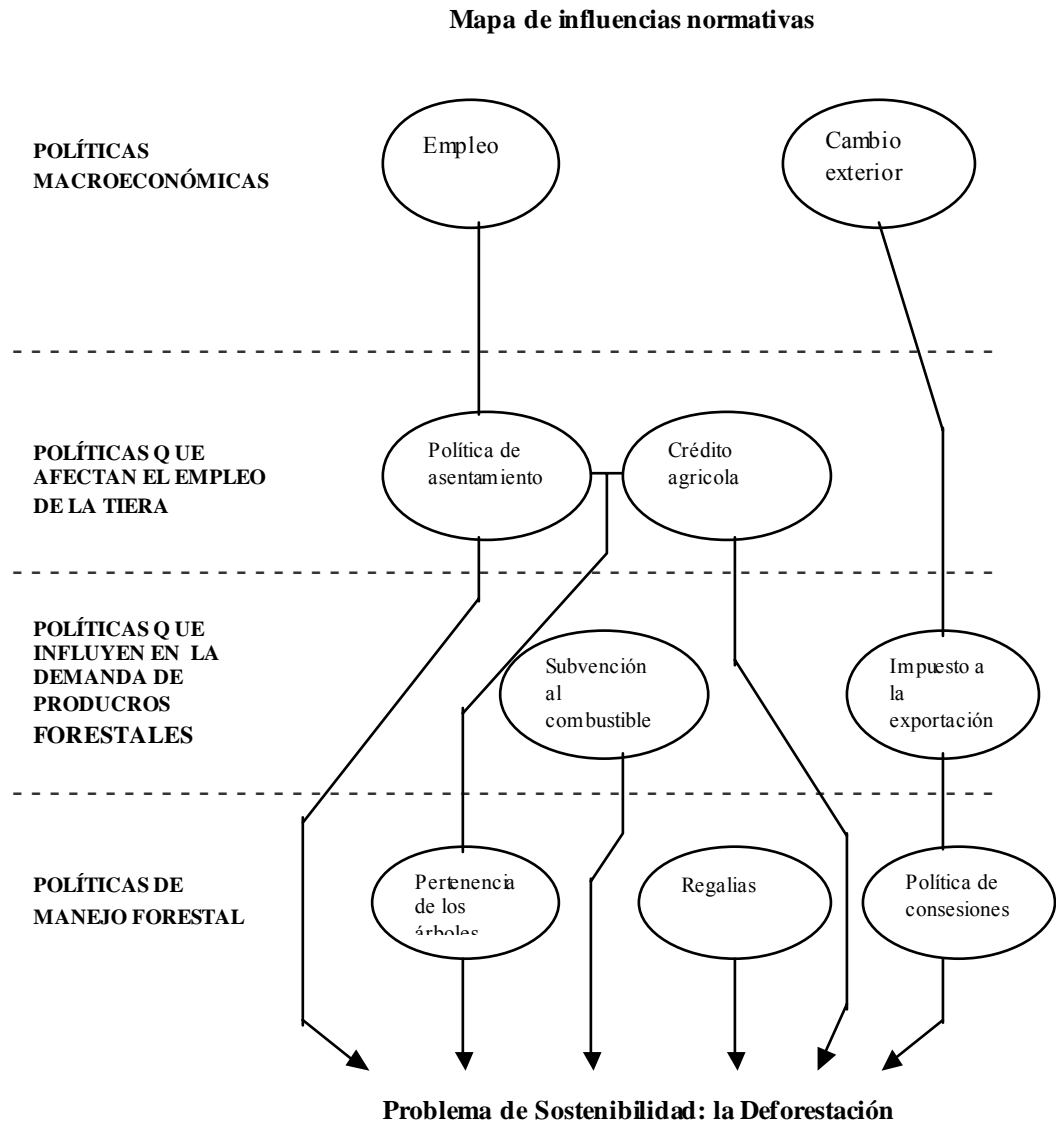 Mapa de influencias normativas
POLÍTICAS
MACROECONÓMICAS
Empleo
Cambio
exterior
POLÍTICAS Q UE
AFECTAN EL EMPLEO
DE LA TIERA
Política de
asentamiento
Crédito
agricola
POLÍTICAS Q UE
INFLUYEN EN LA
DEMANDA DE
PRODUCROS
FORESTALES
Subvención
al
combustible
Impuesto a
la
exportación
POLÍTICAS DE
MANEJO FORESTAL
Pertenencia
de los
árboles
Regalias
Política de
consesiones
Problema de Sostenibilidad: la Deforestación